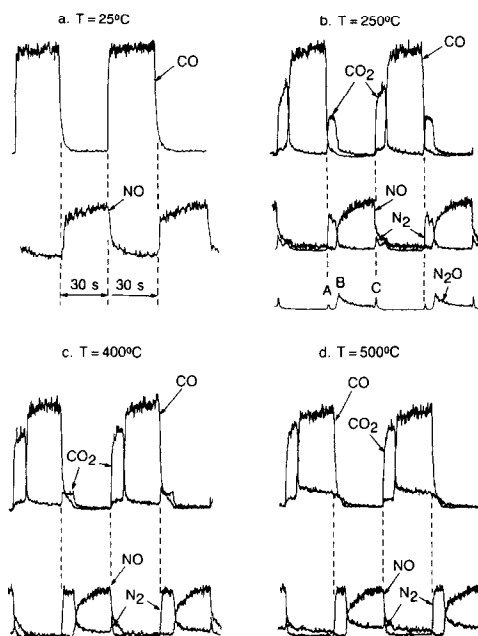 a. T = 25ºC
b. T = 250ºC
CO
CO2
CO
NO
NO
N2
30 s
30 s
A
B
C
N2O
c. T = 400ºC
d. T = 500ºC
CO
CO2
CO
CO2
NO
N2
NO
N2